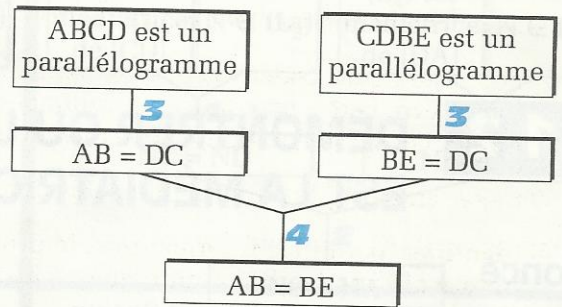 ABCD est un
parallélogramme
CDBE est un
parallélogramme
3
3
AB = DC
BE = DC
4
AB = BE